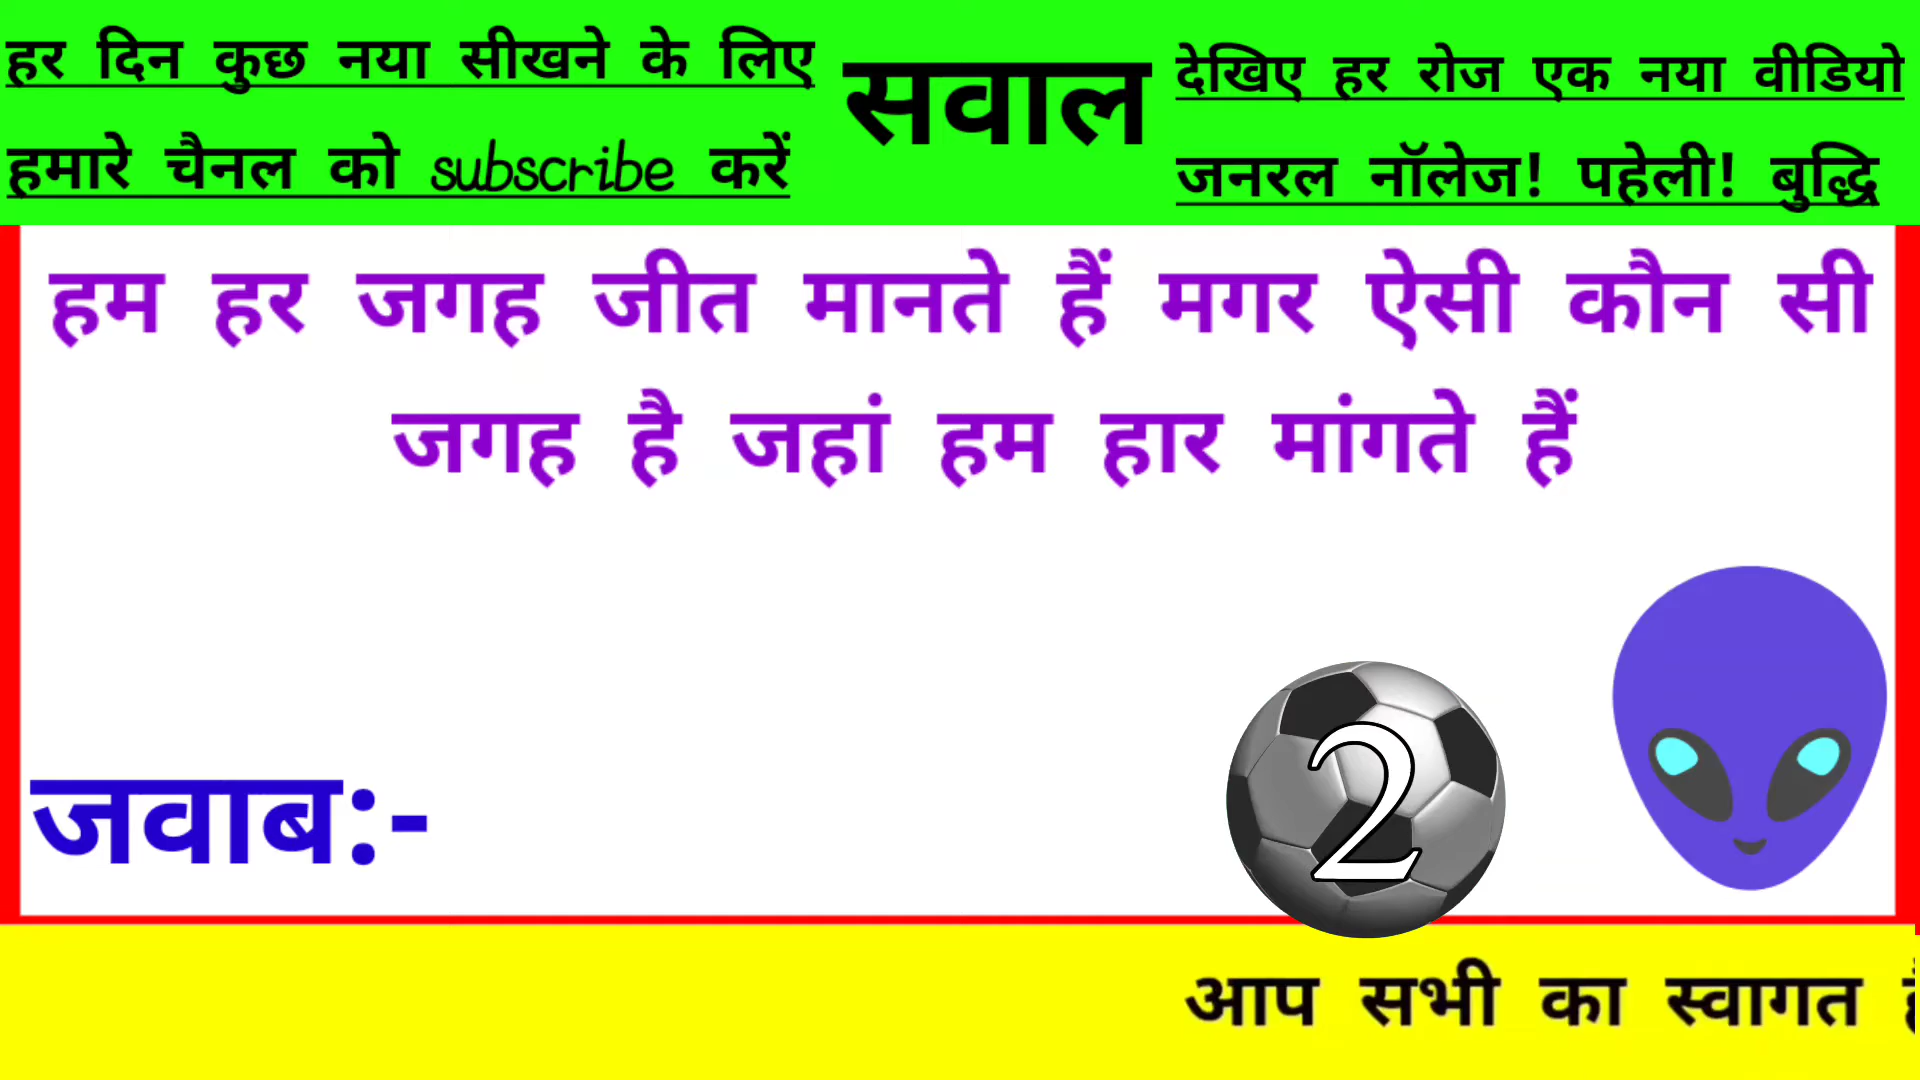 हर दिन कुछ नया सीखने के लिए
हमारे चैनल को subscribe करें
सवाल
देखिए हर रोज एक नया वीडियो
जनरल नॉलेज! पहेली! बुद्धि
हम हर जगह जीत मानते हैं मगर ऐसी कौन सी
जगह है जहां हम हार मांगते हैं
जवाब:-
2
आप सभी का स्वागत